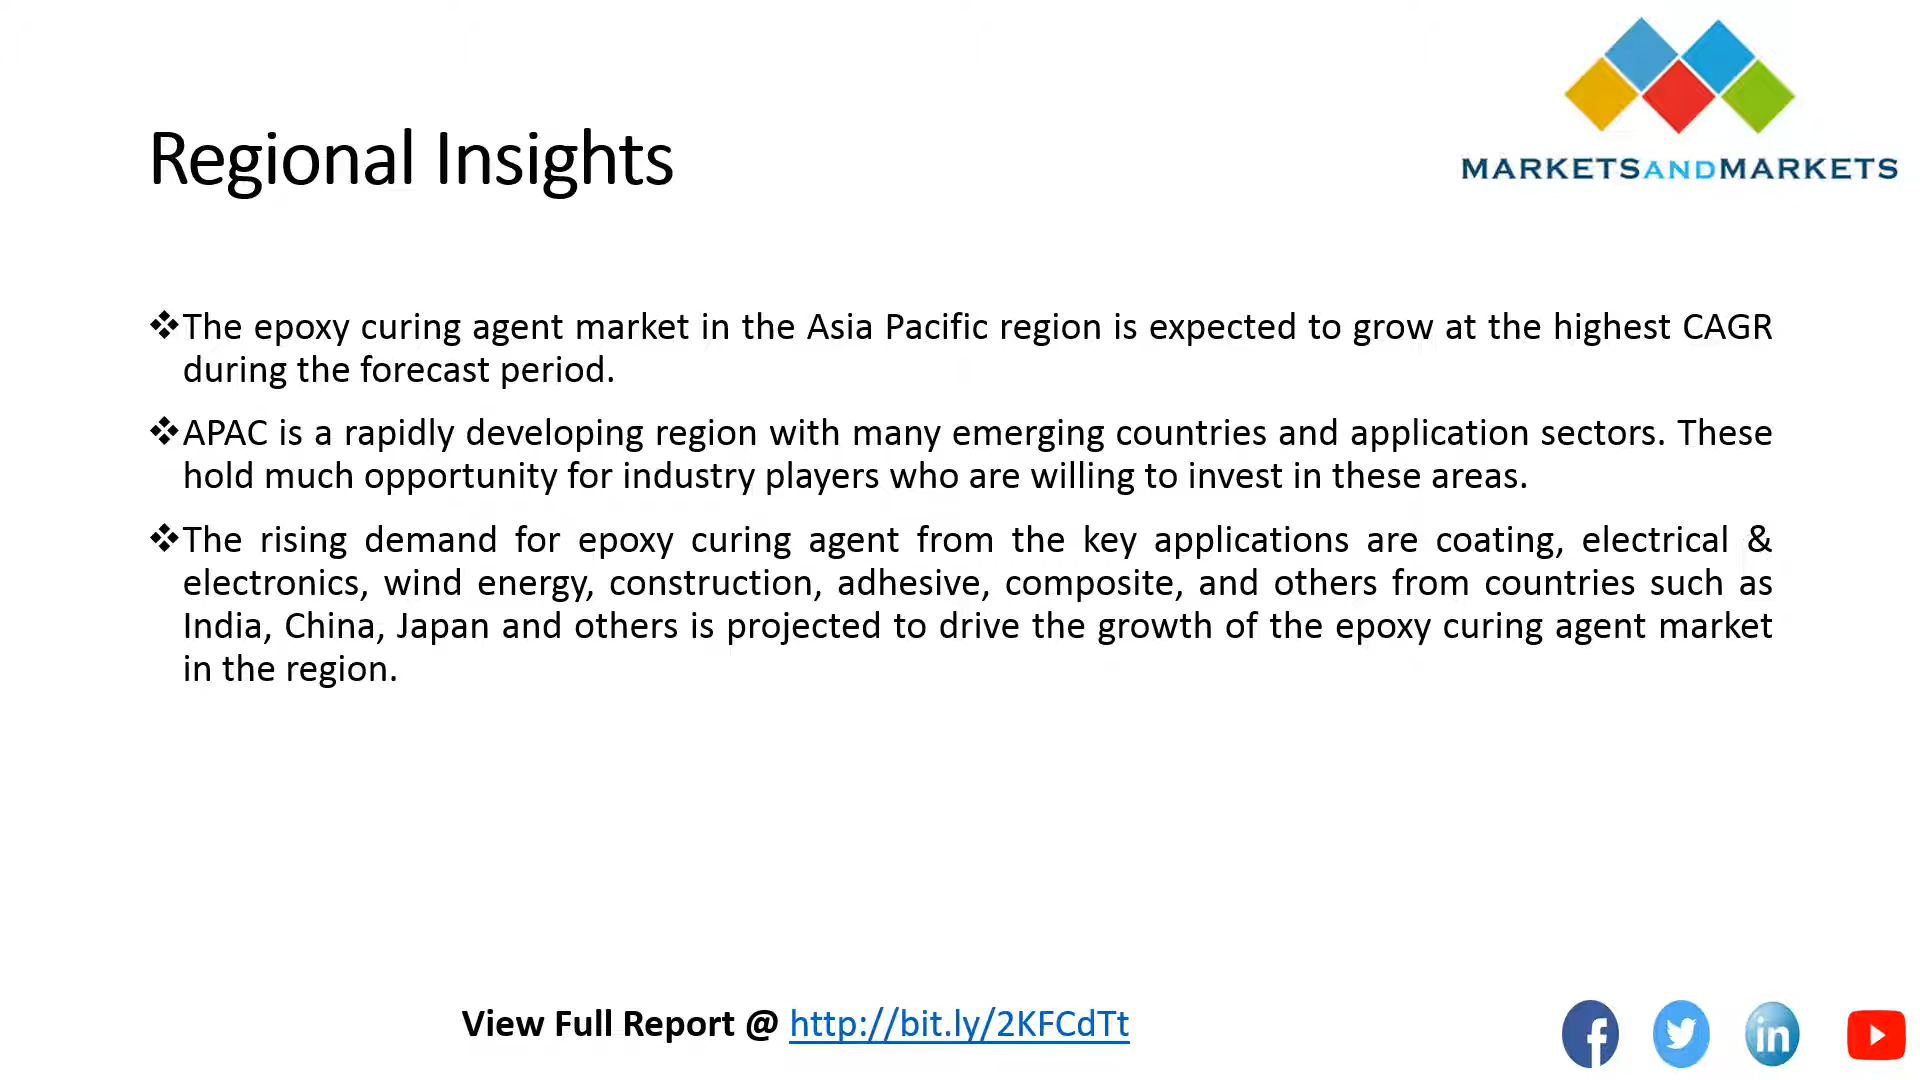 MARKETSANDMARKETS
Regional Insights
❖The epoxy curing agent market in the Asia Pacific region is expected to grow at the highest CAGR
during the forecast period.
❖APAC is a rapidly developing region with many emerging countries and application sectors. These
hold much opportunity for industry players who are willing to invest in these areas.
❖The rising demand for epoxy curing agent from the key applications are coating, electrical &
electronics, wind energy, construction, adhesive, composite, and others from countries such as
India, China, Japan and others is projected to drive the growth of the epoxy curing agent market
in the region.
View Full Report @ http://bit.ly/2KFCdTt
f
in